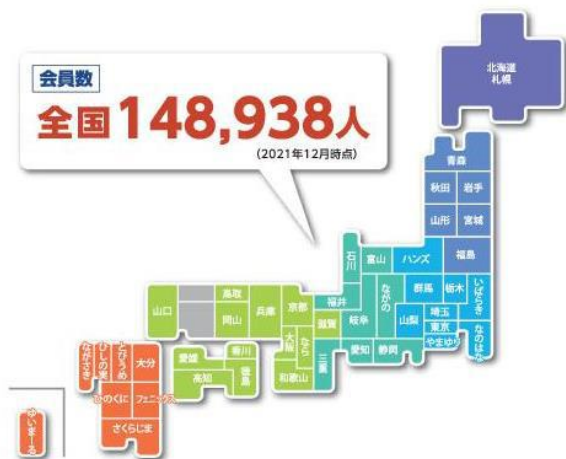 会員数
全国148,938人
(2021年12月時点)
北海道
札幌
青森
秋田
岩手
山形
宮城
石川
富山
ハンズ
福島
福井
ながの
群馬
栃木
いばらき
山口
鳥取
岡山
兵庫
京都
滋賀
岐阜
山梨
埼玉
東京
なのはな
大阪
なら
やまゆり
愛媛
香川
高知
徳島
和歌山
三重
愛知
静岡
ながさき
ひしの実
とびうめ
大分
ひのくに
フェニックス
さくらじま
ゆいまーる